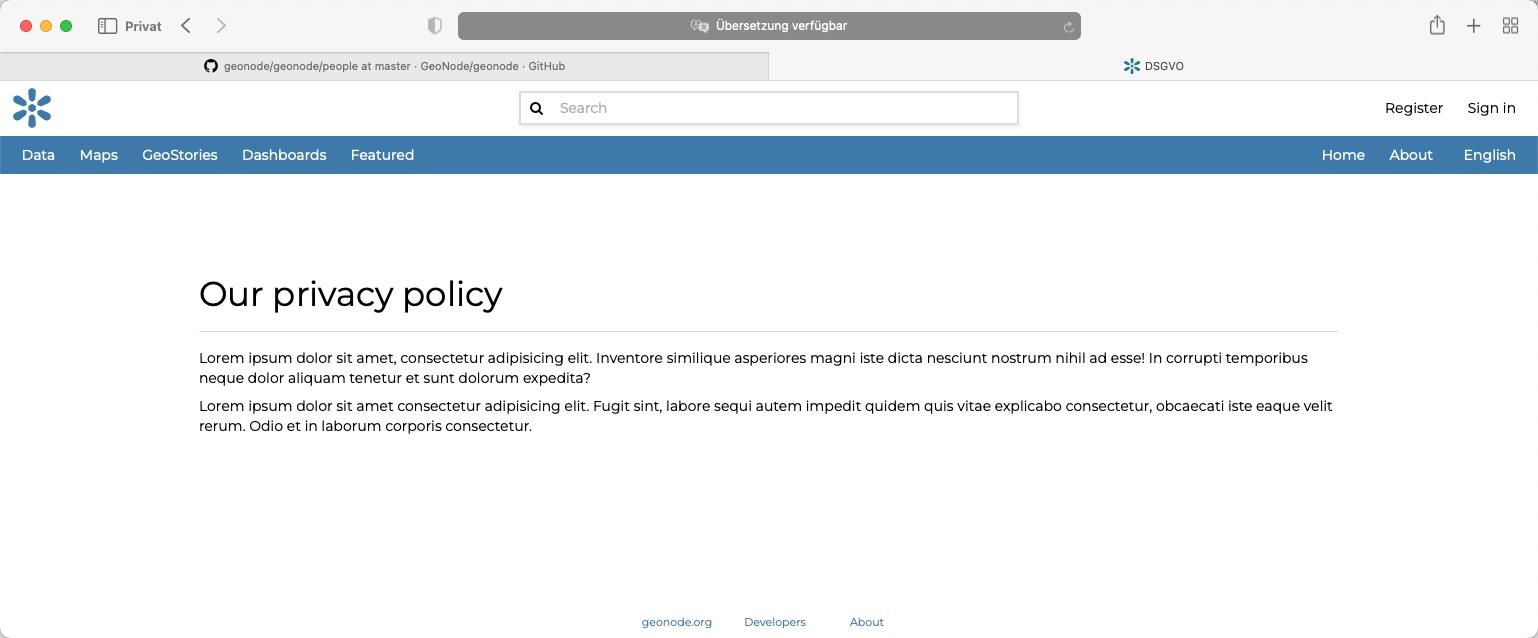 Privat
Übersetzung verfügbar
geonode/geonode/people at master · GeoNode/geonode · GitHub
DSGVO
Search
Register Sign in
Data Maps GeoStories Dashboards Featured Home About English
Our privacy policy
Lorem ipsum dolor sit amet, consectetur adipisicing elit. Inventore similique asperiores magni iste dicta nesciunt nostrum nihil ad esse! In corrupti temporibus
neque dolor aliquam tenetur et sunt dolorum expedita?
Lorem ipsum dolor sit amet consectetur adipisicing elit. Fugit sint, labore sequi autem impedit quidem quis vitae explicabo consectetur, obcaecati iste eaque velit
rerum. Odio et in laborum corporis consectetur.
geonode.org Developers About